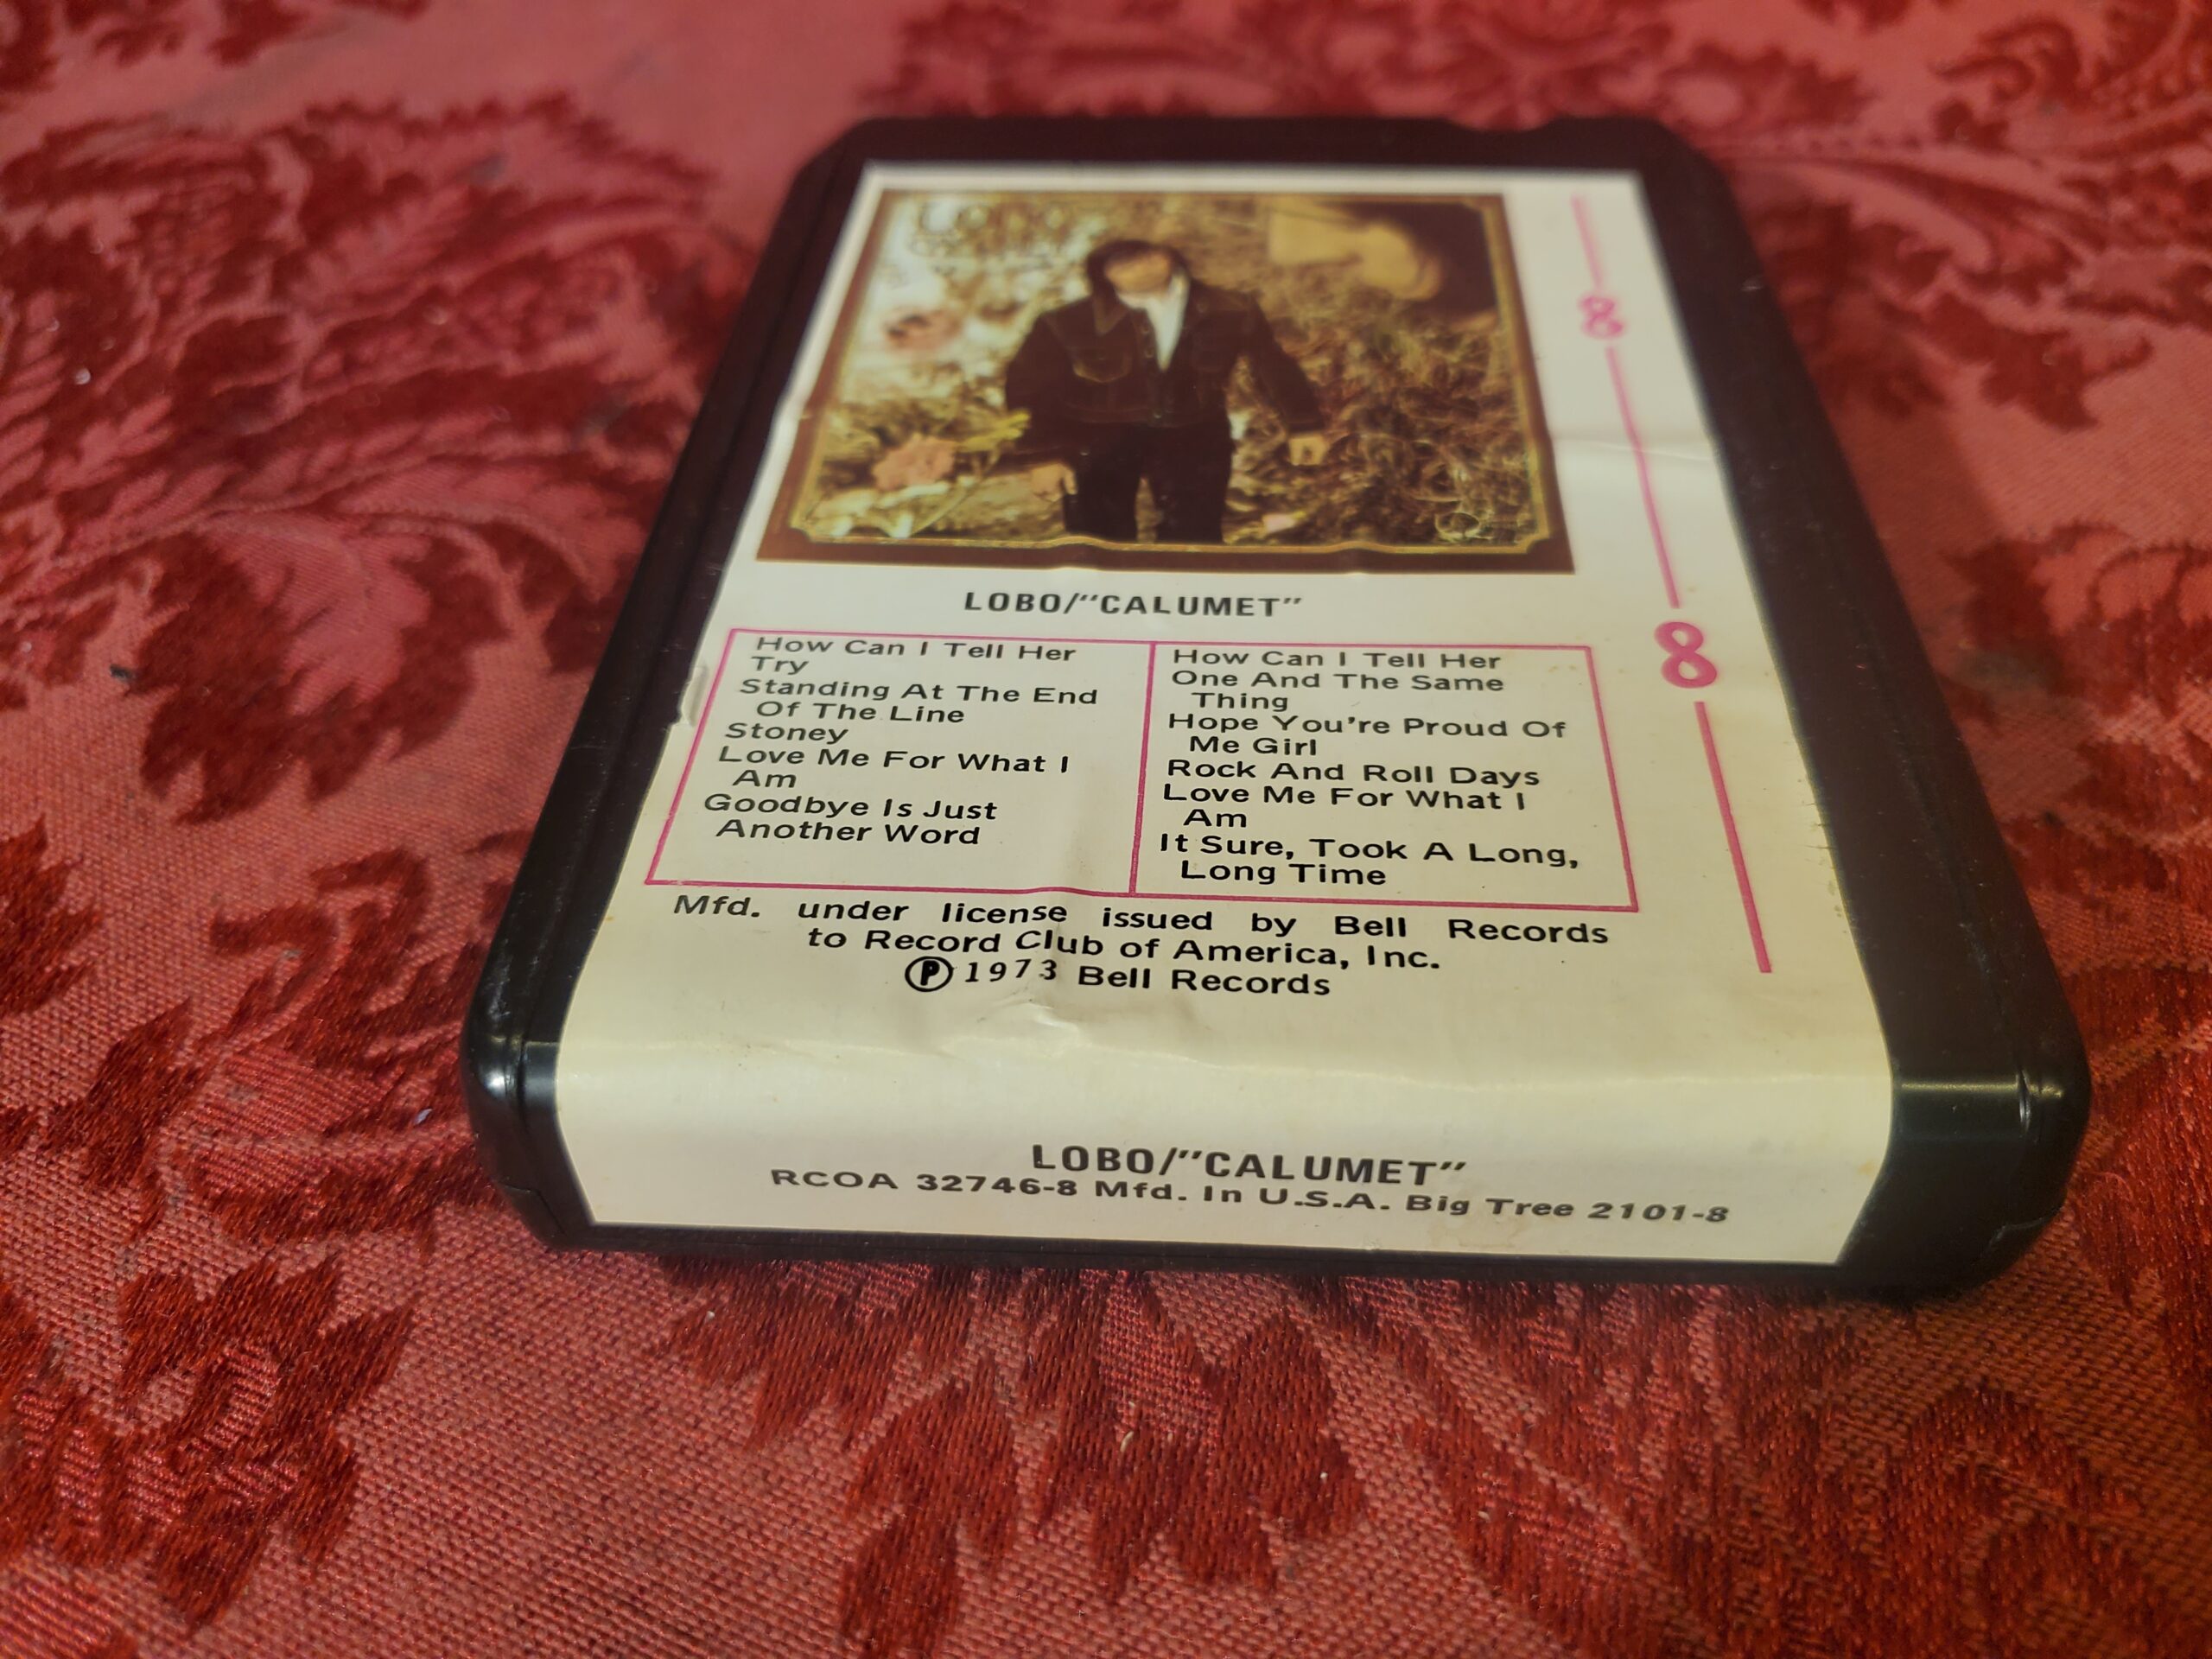 LOBO
8
8
LOBO/"CALUMET"
How Can I Tell Her
Try
Standing At The End
Of The Line
Stoney
Love Me For What I
Am
Goodbye Is Just
Another Word
How Can I Tell Her
One And The Same
Thing
Hope You're Proud Of
Me Girl
Rock And Roll Days
Love Me For What I
Am
It Sure, Took A Long,
Long Time
Mfd. under license issued by Bell Records
to Record Club of America, Inc.
Ⓟ 1973 Bell Records
LOBO/"CALUMET"
RCOA 32746-8 Mfd. In U.S.A. Big Tree 2101-8